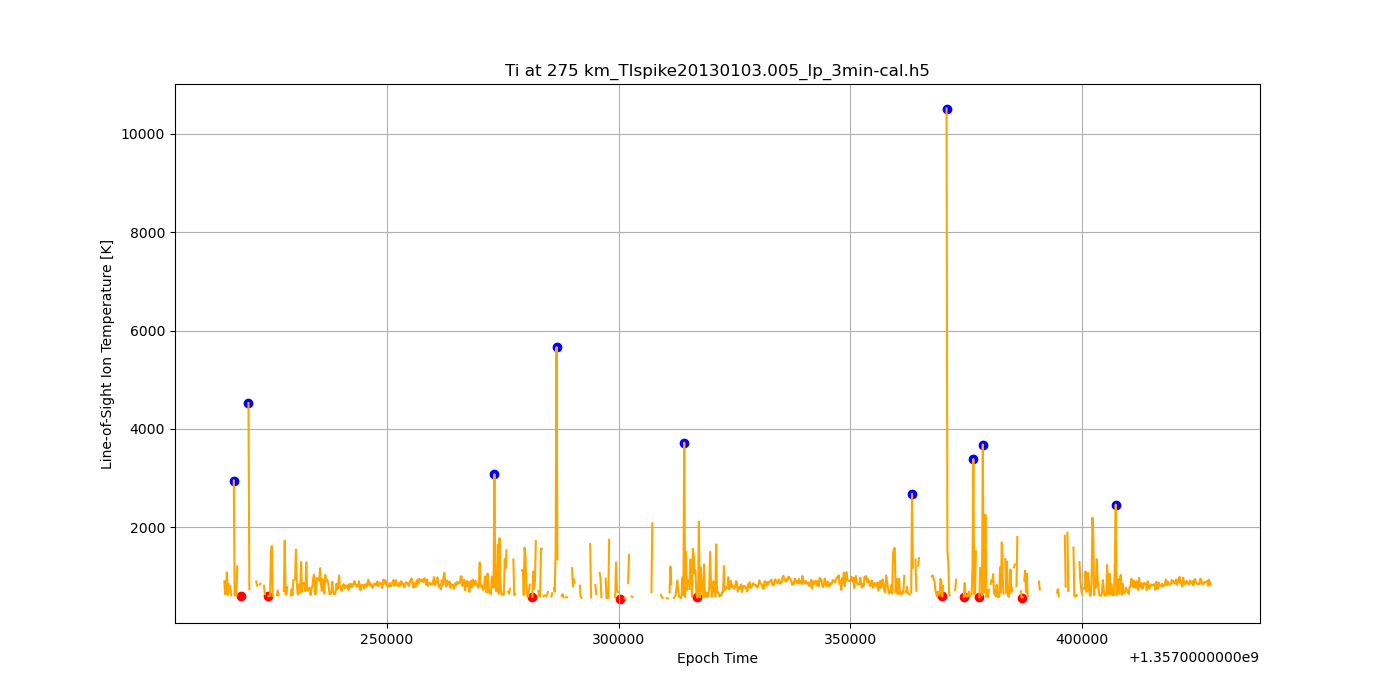 Ti at 275 km_TIspike20130103.005_lp_3min-cal.h5
Line-of-Sight Ion Temperature [K]
10000
8000
6000
4000
2000
250000 300000 350000 400000
Epoch Time
+1.3570000000e9